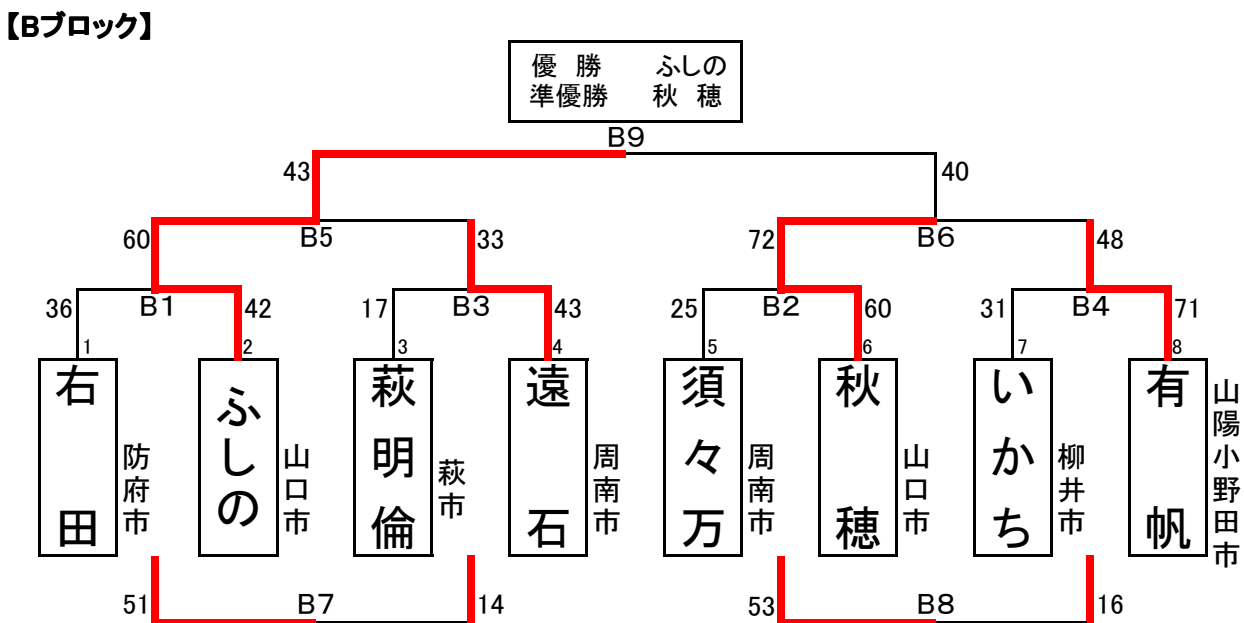 【Bブロック】
優 勝 ふしの
準優勝 秋 穂
B9
43 40
60 B5 33 72 B6 48
36 B1 42 17 B3 43 25 B2 60 31 B4 71
1 2 3 4 5 6 7 8
右田
防府市
ふしの
山口市
萩明倫
萩市
遠石
周南市
須々万
周南市
秋穂
山口市
いかち
柳井市
有帆
山陽小野田市
51 B7 14 53 B8 16